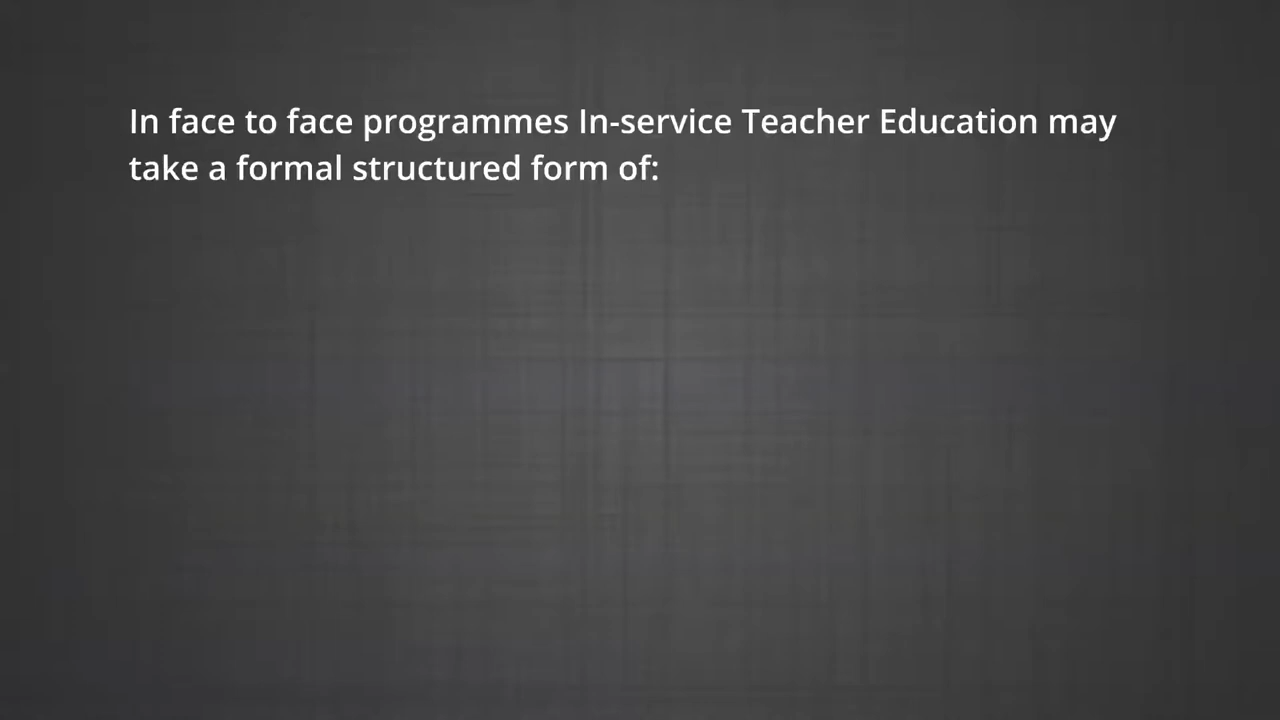 In face to face programmes In-service Teacher Education may
take a formal structured form of: